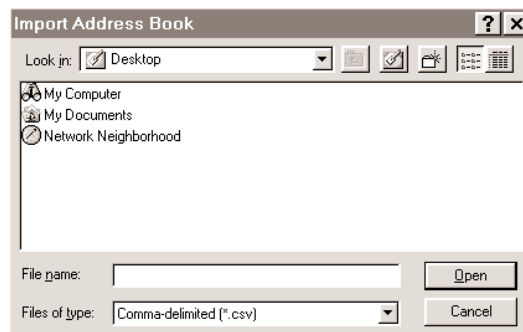 Import Address Book
Look in: Desktop
My Computer
My Documents
Network Neighborhood
File name: Open
Files of type: Comma-delimited (*.csv) Cancel